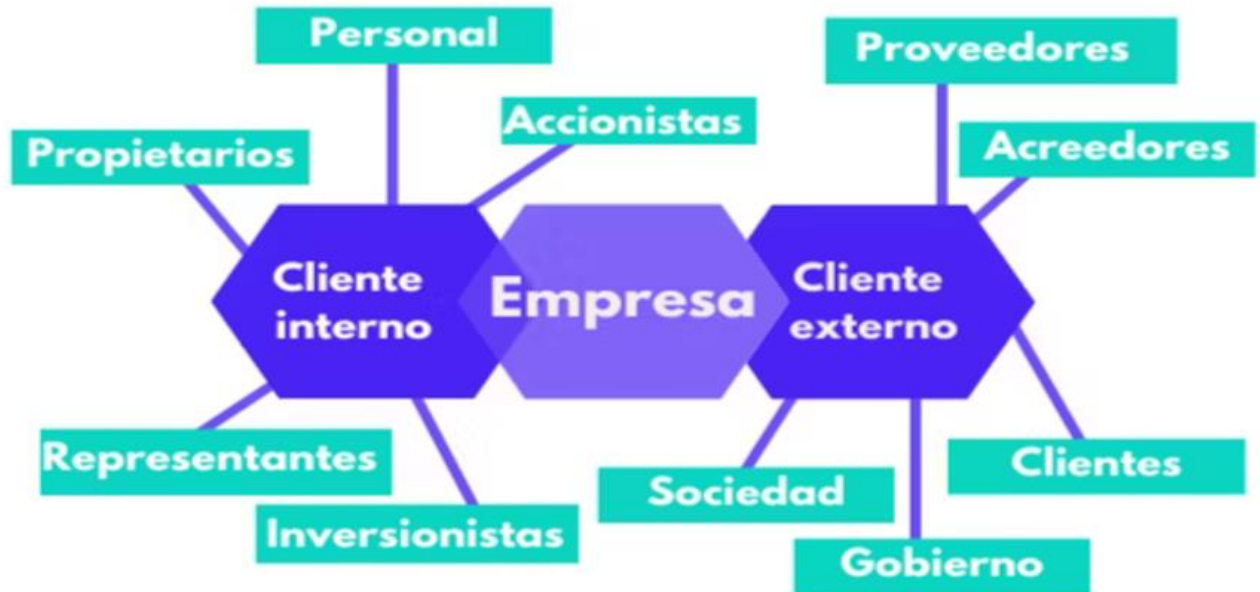 Personal
Proveedores
Accionistas
Acreedores
Propietarios
Cliente
interno
Empresa
Cliente
externo
Representantes
Inversionistas
Sociedad
Clientes
Gobierno